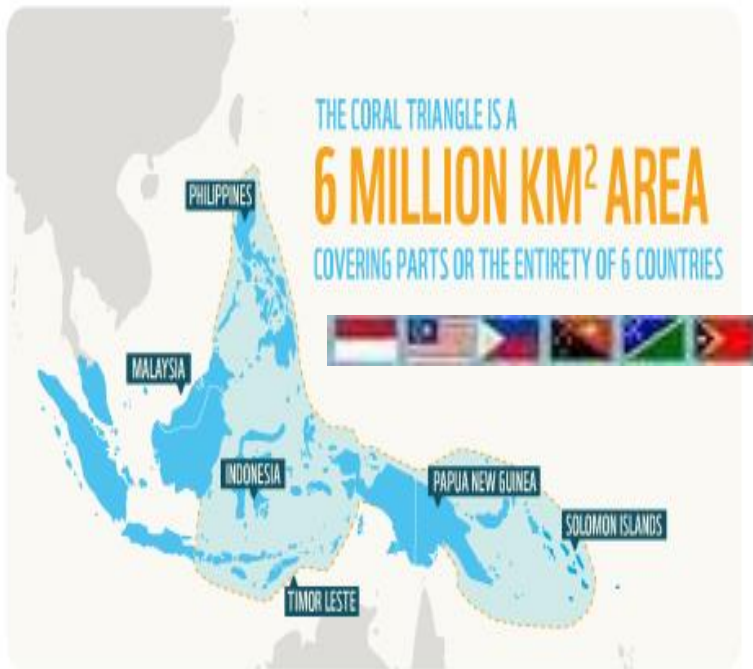 THE CORAL TRIANGLE IS A
6 MILLION KM² AREA
COVERING PARTS OR THE ENTIRETY OF 6 COUNTRIES
PHILIPPINES
MALAYSIA
INDONESIA
PAPUA NEW GUINEA
SOLOMON ISLANDS
TIMOR LESTE